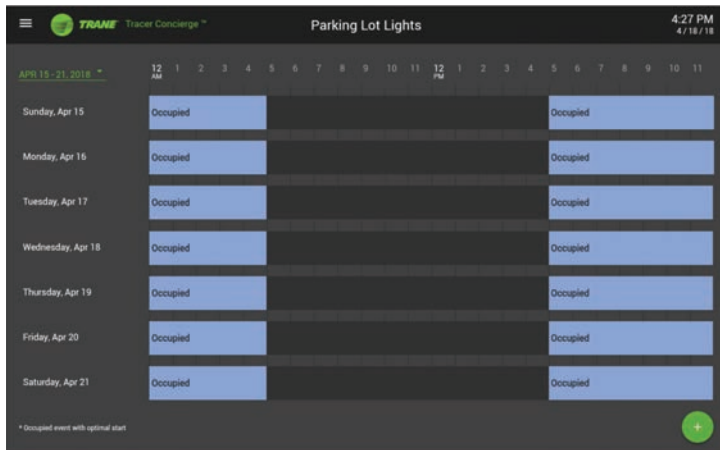 TRANE Tracer Concierge ™ Parking Lot Lights 4:27 PM
4 / 18 / 18
APR 15 - 21, 2018 12 AM 1 2 3 4 5 6 7 8 9 10 11 12 PM 1 2 3 4 5 6 7 8 9 10 11
Sunday, Apr 15 Occupied Occupied
Monday, Apr 16 Occupied Occupied
Tuesday, Apr 17 Occupied Occupied
Wednesday, Apr 18 Occupied Occupied
Thursday, Apr 19 Occupied Occupied
Friday, Apr 20 Occupied Occupied
Saturday, Apr 21 Occupied Occupied
* Occupied event with optimal start +